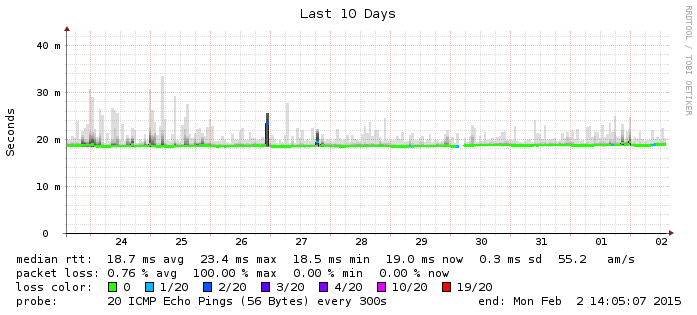 Last 10 Days
RRDTOOL / TOBI OETIKER
Seconds
40 m
30 m
20 m
10 m
0
24 25 26 27 28 29 30 31 01 02
median rtt: 18.7 ms avg 23.4 ms max 18.5 ms min 19.0 ms now 0.3 ms sd 55.2 am/s
packet loss: 0.76 % avg 100.00 % max 0.00 % min 0.00 % now
loss color: 0 1/20 2/20 3/20 4/20 10/20 19/20
probe: 20 ICMP Echo Pings (56 Bytes) every 300s end: Mon Feb 2 14:05:07 2015